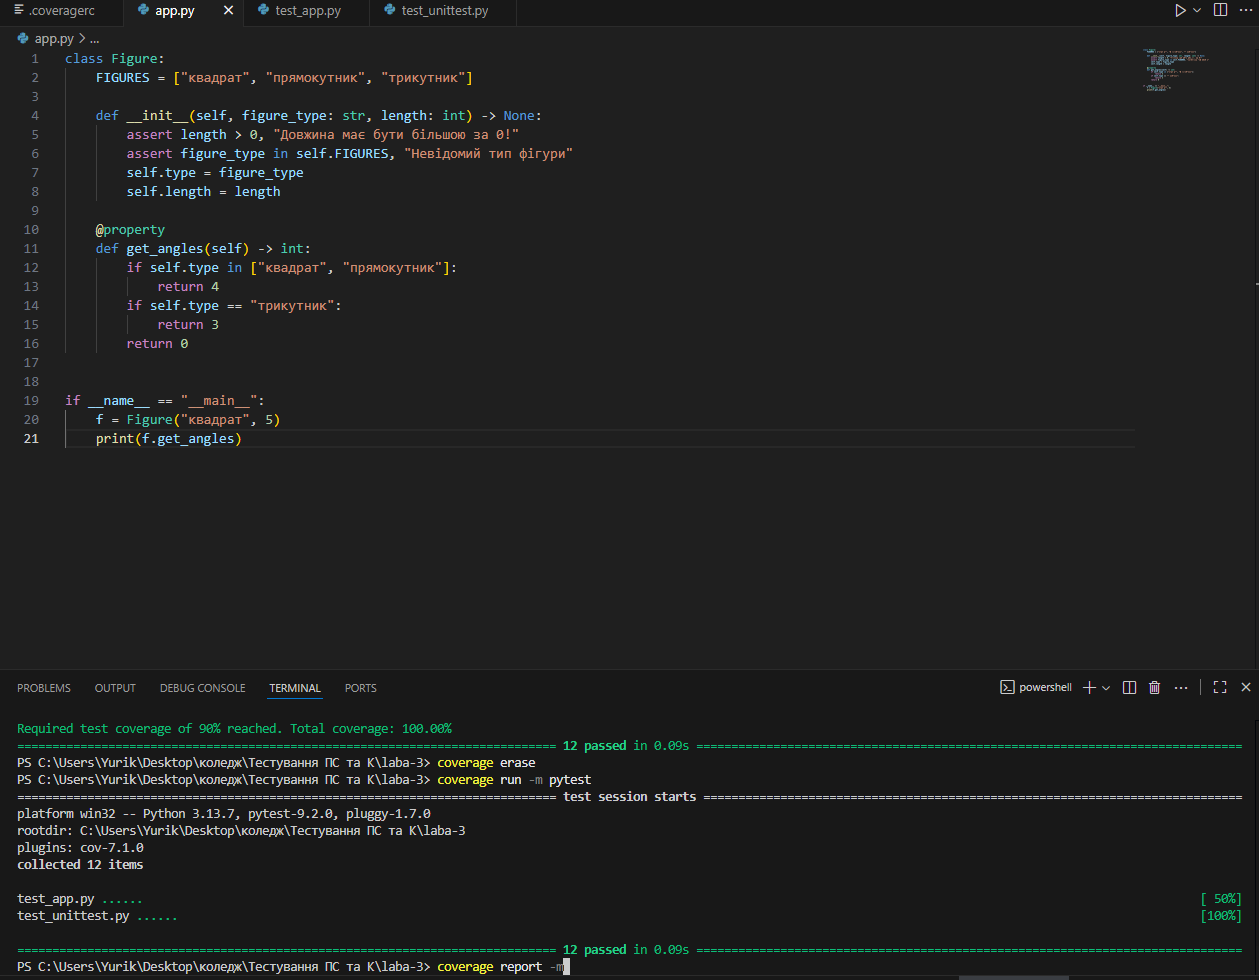 .coveragerc app.py test_app.py test_unittest.py
app.py > ...
1 class Figure:
2 FIGURES = ["квадрат", "прямокутник", "трикутник"]
3
4 def __init__(self, figure_type: str, length: int) -> None:
5 assert length > 0, "Довжина має бути більшою за 0!"
6 assert figure_type in self.FIGURES, "Невідомий тип фігури"
7 self.type = figure_type
8 self.length = length
9
10 @property
11 def get_angles(self) -> int:
12 if self.type in ["квадрат", "прямокутник"]:
13 return 4
14 if self.type == "трикутник":
15 return 3
16 return 0
17
18
19 if __name__ == "__main__":
20 f = Figure("квадрат", 5)
21 print(f.get_angles)
PROBLEMS OUTPUT DEBUG CONSOLE TERMINAL PORTS powershell
Required test coverage of 90% reached. Total coverage: 100.00%
12 passed in 0.09s
PS C:\Users\Yurik\Desktop\коледж\Тестування ПС та К\laba-3> coverage erase
PS C:\Users\Yurik\Desktop\коледж\Тестування ПС та К\laba-3> coverage run -m pytest
test session starts
platform win32 -- Python 3.13.7, pytest-9.2.0, pluggy-1.7.0
rootdir: C:\Users\Yurik\Desktop\коледж\Тестування ПС та К\laba-3
plugins: cov-7.1.0
collected 12 items
test_app.py ...... [ 50%]
test_unittest.py ...... [100%]
12 passed in 0.09s
PS C:\Users\Yurik\Desktop\коледж\Тестування ПС та К\laba-3> coverage report -m